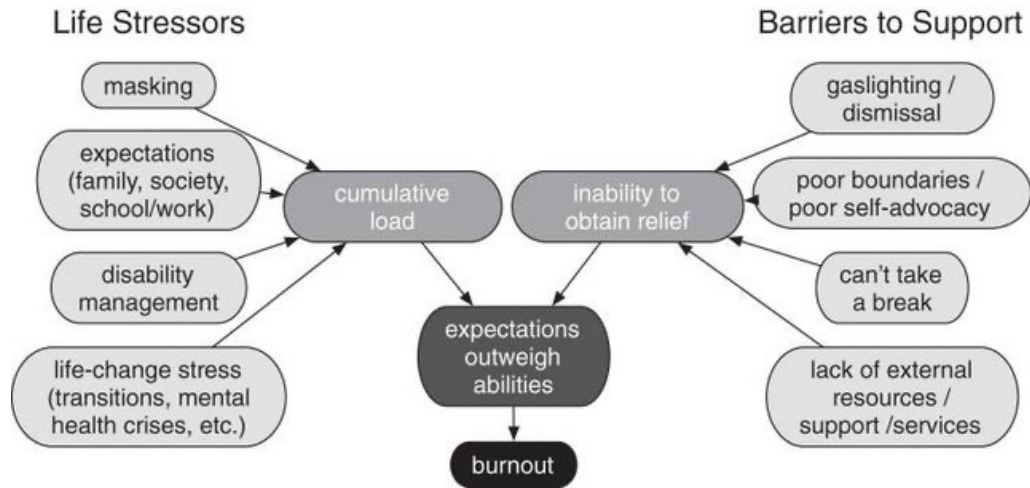 Life Stressors
Barriers to Support
masking
expectations
(family, society,
school/work)
disability
management
life-change stress
(transitions, mental
health crises, etc.)
cumulative
load
inability to
obtain relief
gaslighting /
dismissal
poor boundaries /
poor self-advocacy
can't take
a break
lack of external
resources /
support /services
expectations
outweigh
abilities
burnout